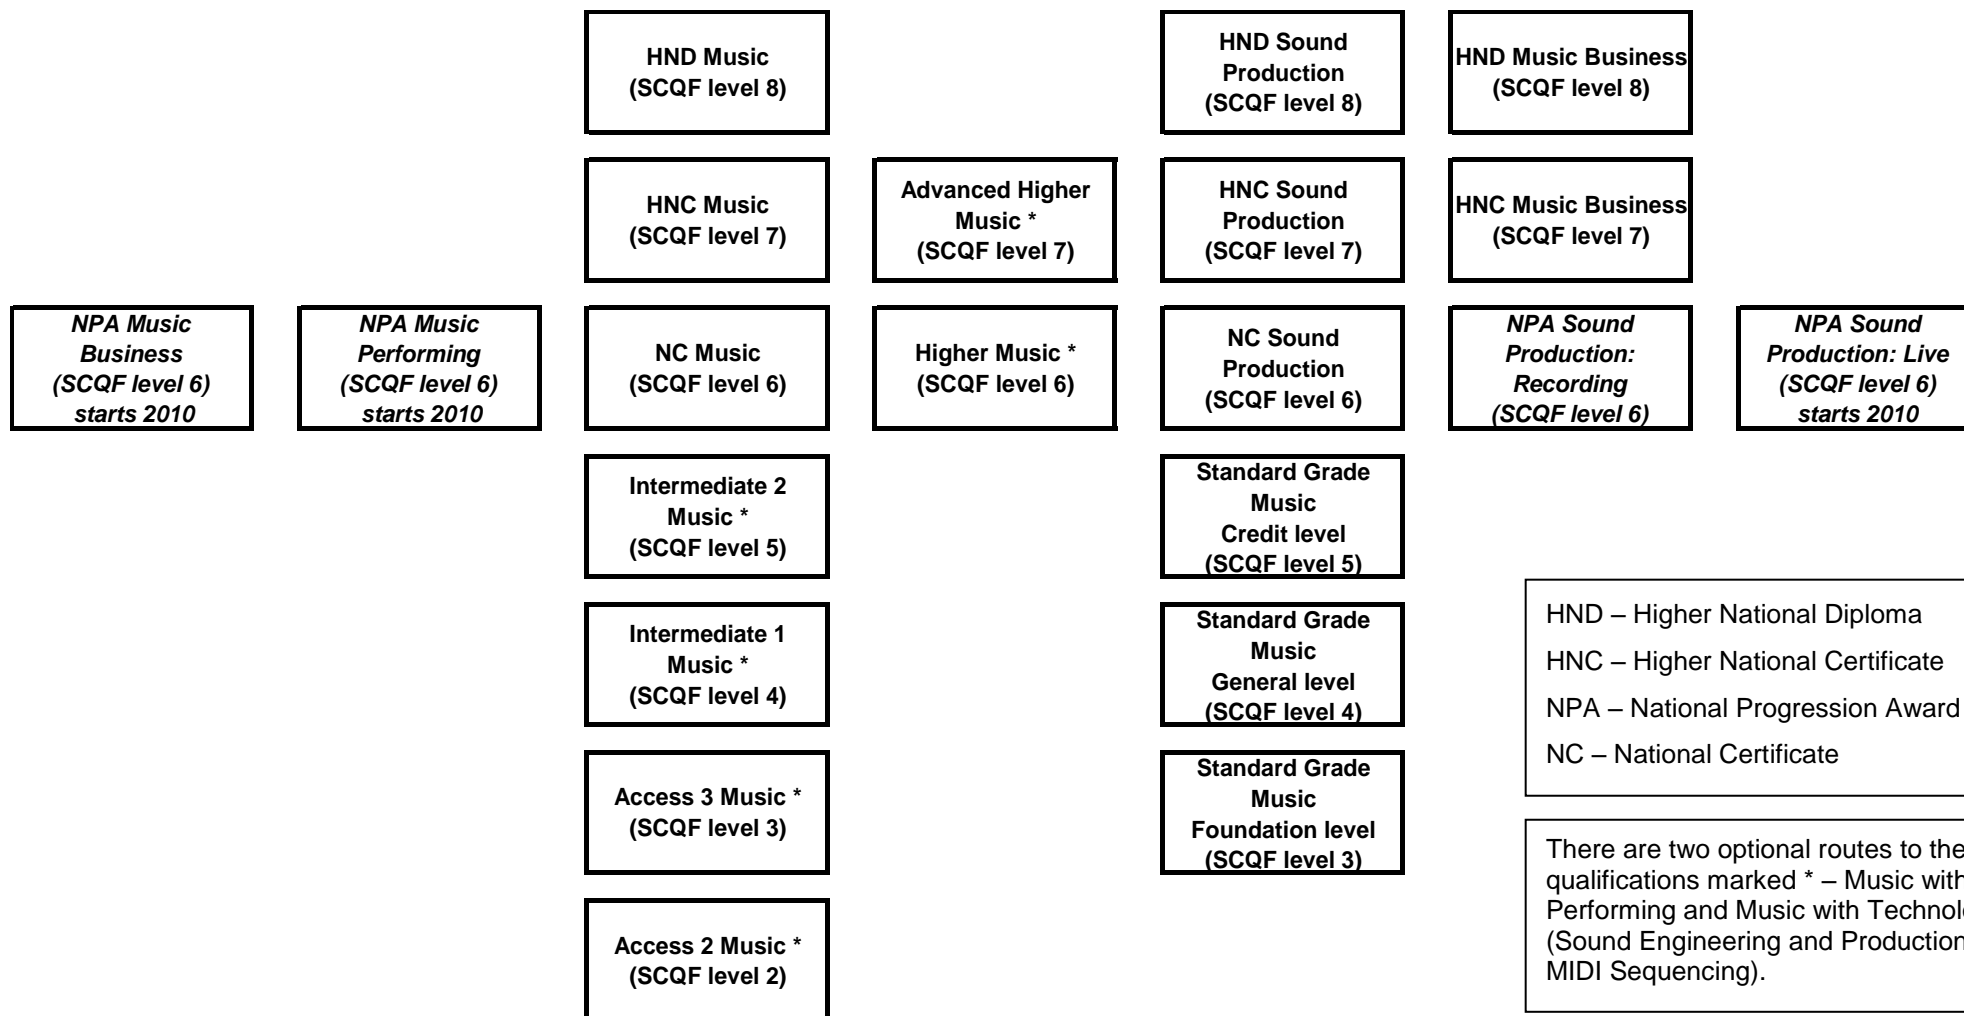 HND Music
(SCQF level 8)
HND Sound
Production
(SCQF level 8)
HND Music Business
(SCQF level 8)
HNC Music
(SCQF level 7)
Advanced Higher
Music *
(SCQF level 7)
HNC Sound
Production
(SCQF level 7)
HNC Music Business
(SCQF level 7)
NPA Music
Business
(SCQF level 6)
starts 2010
NPA Music
Performing
(SCQF level 6)
starts 2010
NC Music
(SCQF level 6)
Higher Music *
(SCQF level 6)
NC Sound
Production
(SCQF level 6)
NPA Sound
Production:
Recording
(SCQF level 6)
NPA Sound
Production: Live
(SCQF level 6)
starts 2010
Intermediate 2
Music *
(SCQF level 5)
Standard Grade
Music
Credit level
(SCQF level 5)
Intermediate 1
Music *
(SCQF level 4)
Standard Grade
Music
General level
(SCQF level 4)
Access 3 Music *
(SCQF level 3)
Standard Grade
Music
Foundation level
(SCQF level 3)
Access 2 Music *
(SCQF level 2)
HND – Higher National Diploma
HNC – Higher National Certificate
NPA – National Progression Award
NC – National Certificate
There are two optional routes to the
qualifications marked * – Music with
Performing and Music with
(Sound Engineering and Production
MIDI Sequencing).